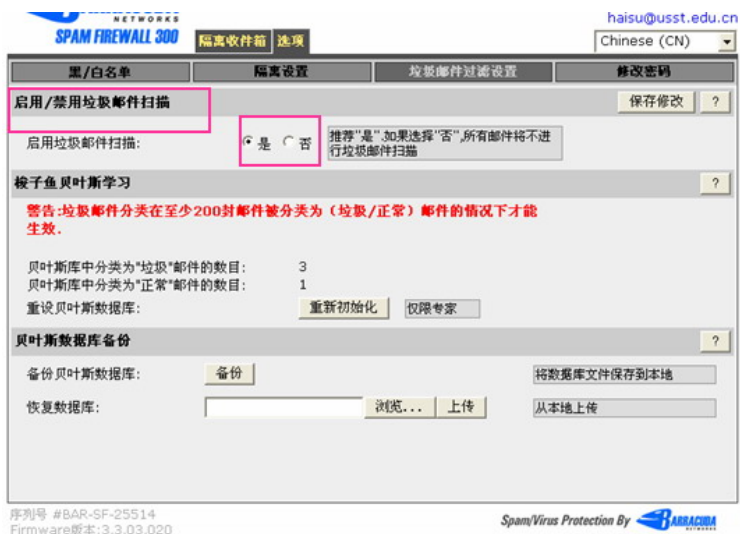 NETWORKS
haisu@usst.edu.cn
SPAM FIREWALL 300 隔离收件箱 选项 Chinese (CN)
黑/白名单 隔离设置 垃圾邮件过滤设置 修改密码
启用/禁用垃圾邮件扫描 保存修改 ?
启用垃圾邮件扫描: 是 否 推荐"是".如果选择"否",所有邮件将不进
行垃圾邮件扫描
梭子鱼贝叶斯学习 ?
警告:垃圾邮件分类在至少200封邮件被分类为（垃圾/正常）邮件的情况下才能
生效.
贝叶斯库中分类为"垃圾"邮件的数目: 3
贝叶斯库中分类为"正常"邮件的数目: 1
重设贝叶斯数据库: 重新初始化 仅限专家
贝叶斯数据库备份 ?
备份贝叶斯数据库: 备份 将数据库文件保存到本地
恢复数据库: 浏览... 上传 从本地上传
序列号 #BAR-SF-25514
Firmware版本:3.3.03.020
Spam/Virus Protection By BARRACUDA
NETWORKS